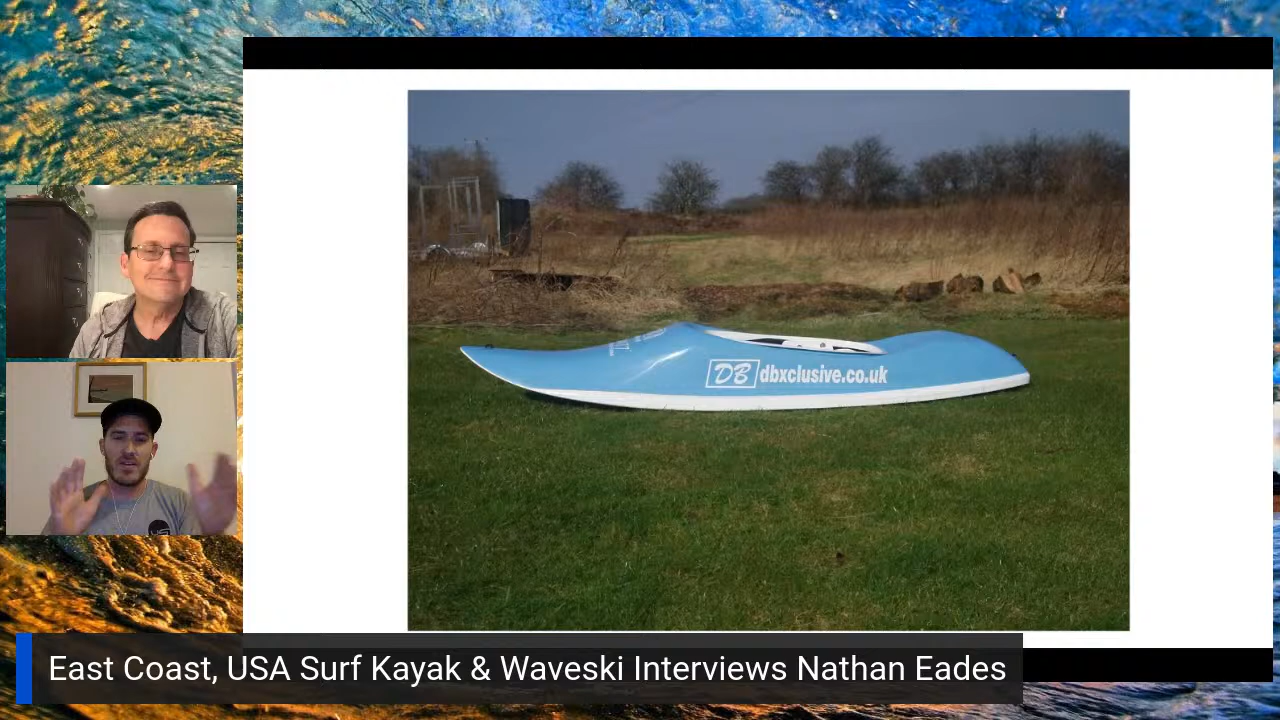 DB dbxclusive.co.uk
East Coast, USA Surf Kayak & Waveski Interviews Nathan Eades